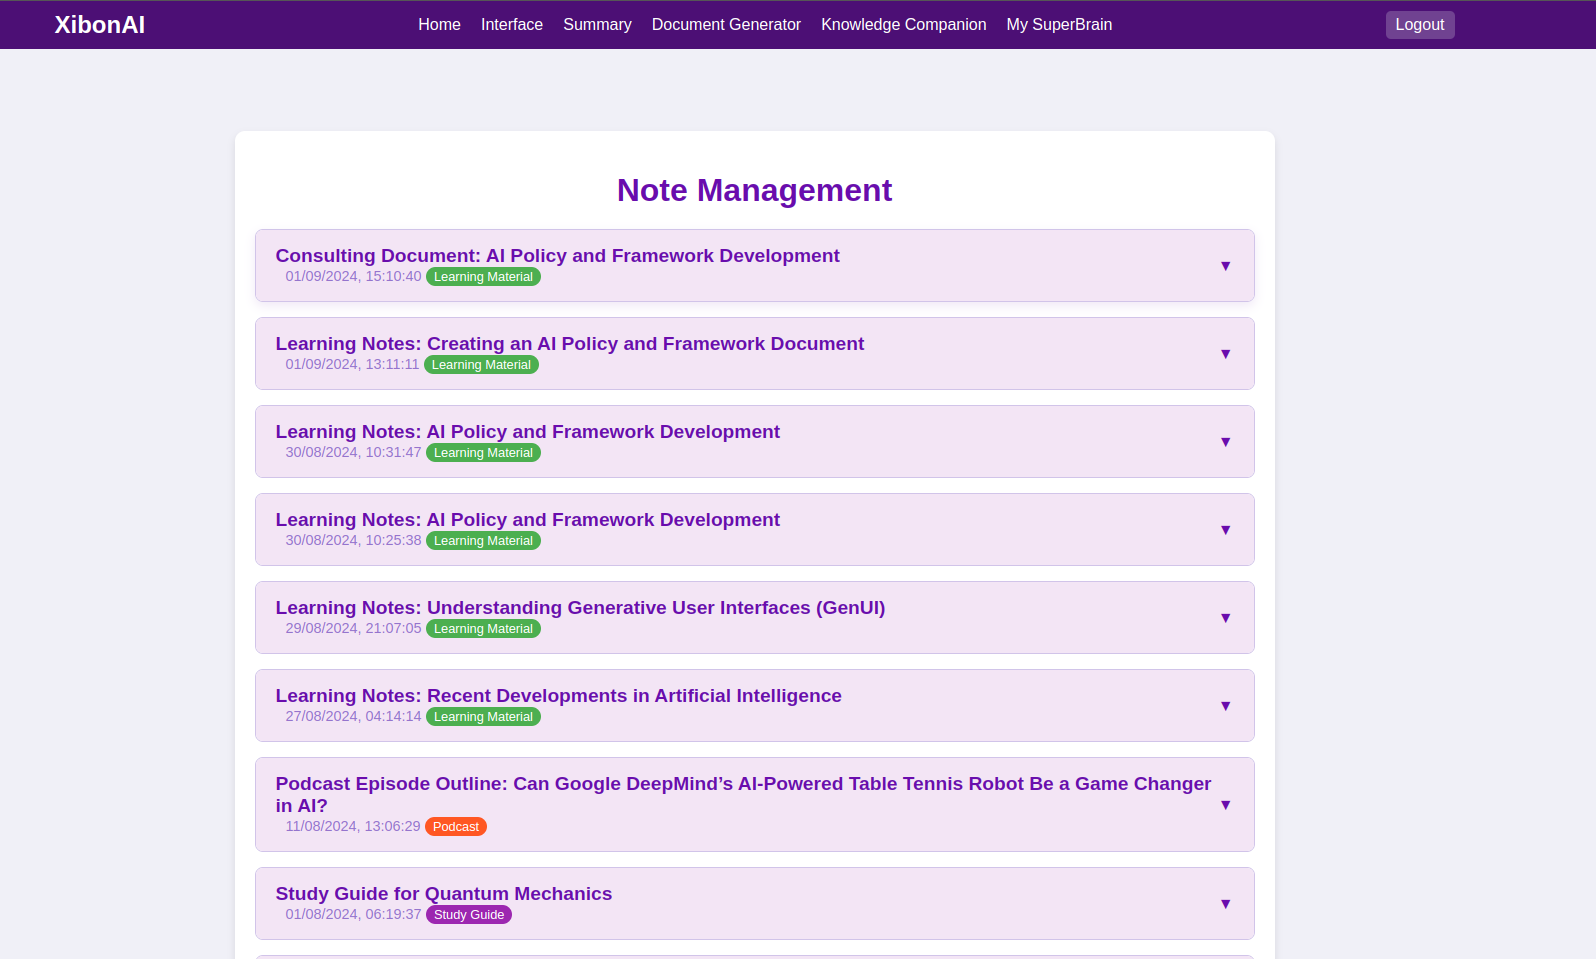 XibonAI
Home Interface Summary Document Generator Knowledge Companion My SuperBrain
Logout
Note Management
Consulting Document: AI Policy and Framework Development
01/09/2024, 15:10:40 Learning Material
▼
Learning Notes: Creating an AI Policy and Framework Document
01/09/2024, 13:11:11 Learning Material
▼
Learning Notes: AI Policy and Framework Development
30/08/2024, 10:31:47 Learning Material
▼
Learning Notes: AI Policy and Framework Development
30/08/2024, 10:25:38 Learning Material
▼
Learning Notes: Understanding Generative User Interfaces (GenUI)
29/08/2024, 21:07:05 Learning Material
▼
Learning Notes: Recent Developments in Artificial Intelligence
27/08/2024, 04:14:14 Learning Material
▼
Podcast Episode Outline: Can Google DeepMind’s AI-Powered Table Tennis Robot Be a Game Changer
in AI?
11/08/2024, 13:06:29 Podcast
▼
Study Guide for Quantum Mechanics
01/08/2024, 06:19:37 Study Guide
▼